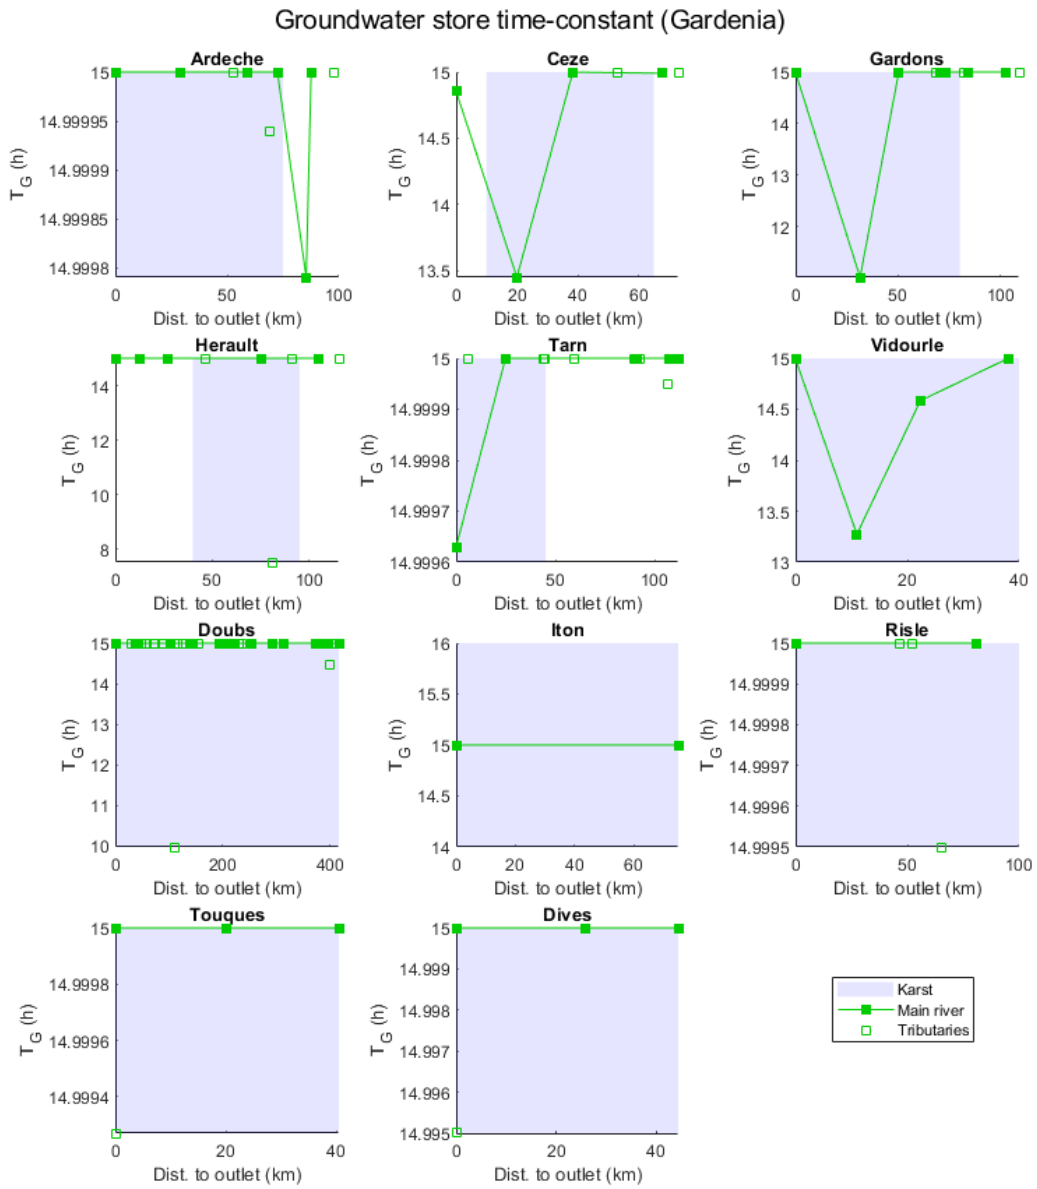 Groundwater store time-constant (Gardenia)
Ardeche
15
14.99995
14.9999
14.99985
14.9998
T_G (h)
0 50 100
Dist. to outlet (km)
Ceze
15
14.5
14
13.5
T_G (h)
0 20 40 60
Dist. to outlet (km)
Gardons
15
14
13
12
T_G (h)
0 50 100
Dist. to outlet (km)
Herault
14
12
10
8
T_G (h)
0 50 100
Dist. to outlet (km)
Tarn
15
14.9999
14.9998
14.9997
14.9996
T_G (h)
0 50 100
Dist. to outlet (km)
Vidourle
15
14.5
14
13.5
13
T_G (h)
0 20 40
Dist. to outlet (km)
Doubs
15
14
13
12
11
10
T_G (h)
0 200 400
Dist. to outlet (km)
Iton
16
15.5
15
14.5
14
T_G (h)
0 20 40 60
Dist. to outlet (km)
Risle
15
14.9999
14.9998
14.9997
14.9996
14.9995
T_G (h)
0 50 100
Dist. to outlet (km)
Touques
15
14.9998
14.9996
14.9994
T_G (h)
0 20 40
Dist. to outlet (km)
Dives
15
14.999
14.998
14.997
14.996
14.995
T_G (h)
0 20 40
Dist. to outlet (km)
Karst
Main river
Tributaries